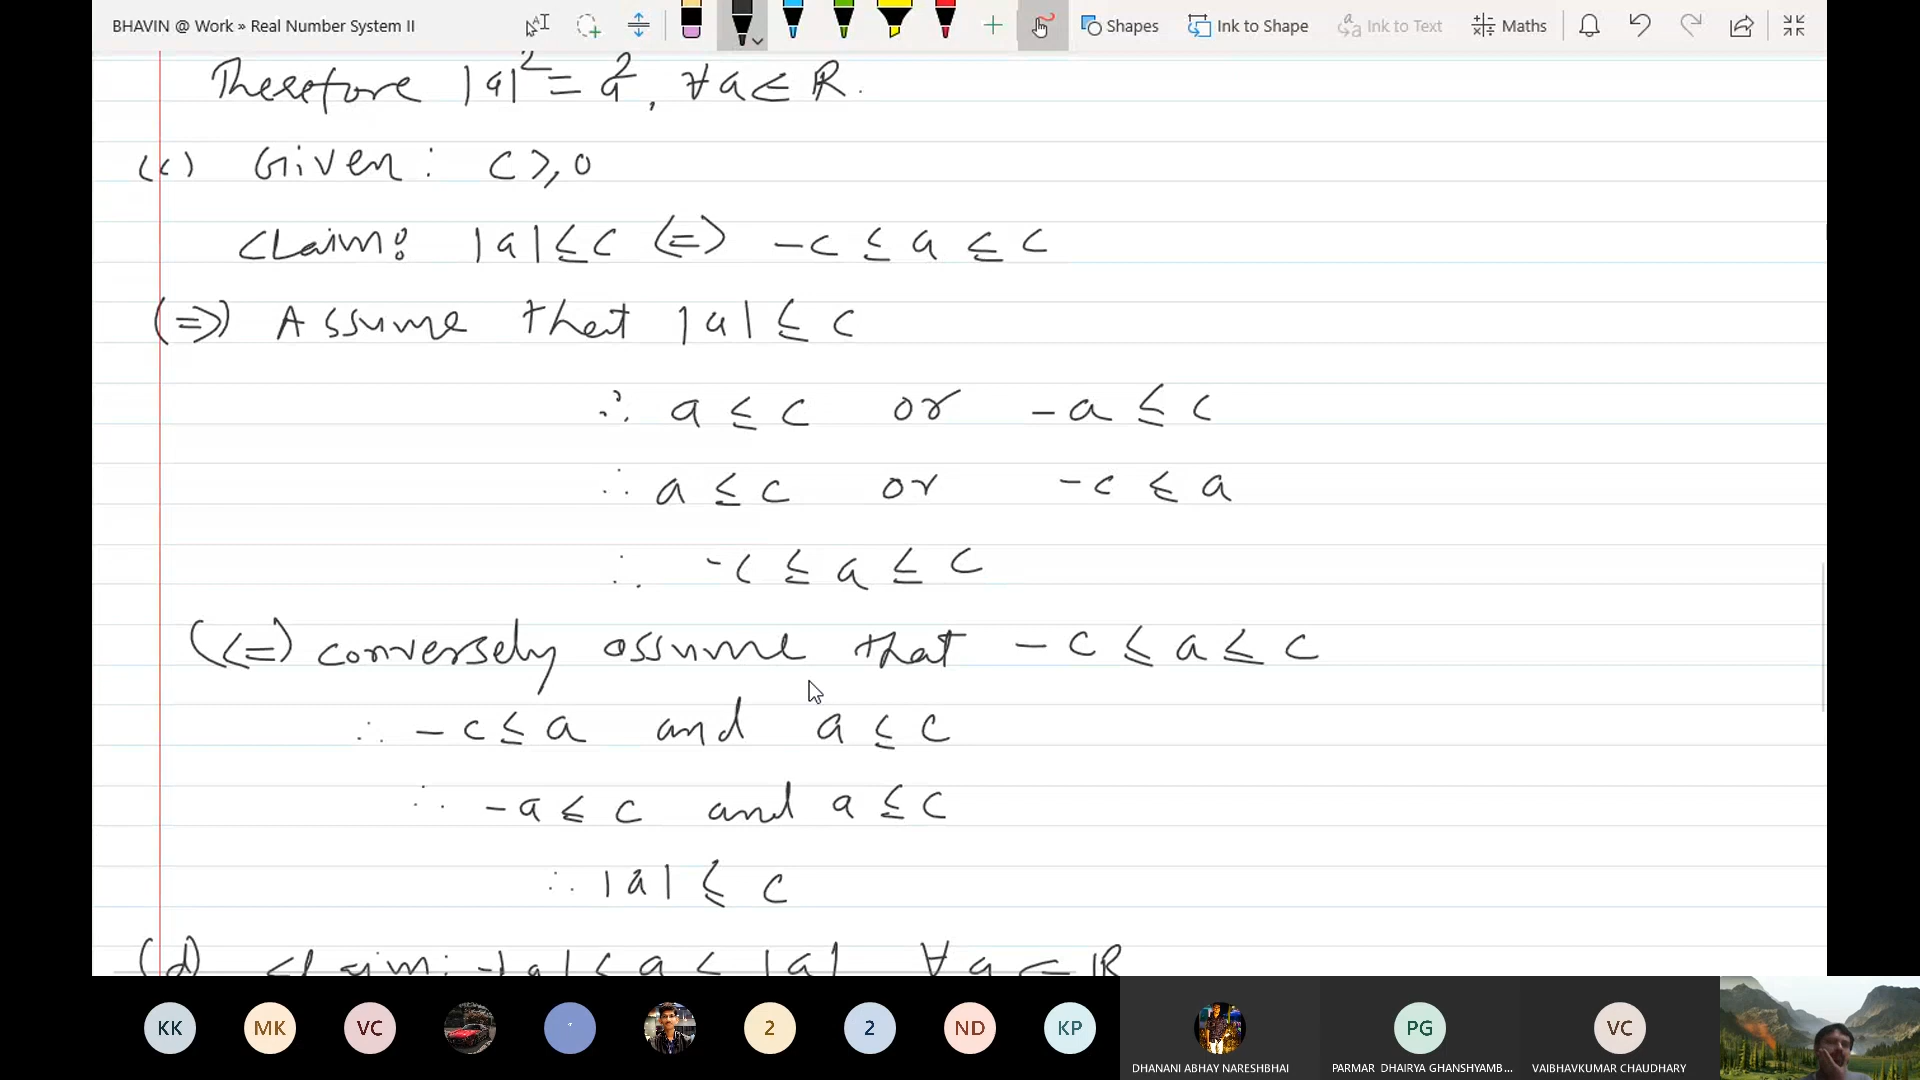 BHAVIN @ Work » Real Number System II
Shapes
Ink to Shape
Ink to Text
Maths
Therefore |a|² = a², ∀ a ∈ ℝ.
(c) Given: c ≥ 0
Claim: |a| ≤ c (=) -c ≤ a ≤ c
(⇒) Assume that |a| ≤ c
∴ a ≤ c or -a ≤ c
∴ a ≤ c or -c ≤ a
∴ -c ≤ a ≤ c
(<=) conversely assume that -c ≤ a ≤ c
∴ -c ≤ a and a ≤ c
∴ -a ≤ c and a ≤ c
∴ |a| ≤ c
(d) claim: -|a| ≤ a ≤ |a| ∀ a ∈ ℝ
KK MK VC 2 2 ND KP PG VC
DHANANI ABHAY NARESHBHAI
PARMAR DHAIRYA GHANSHYAMB...
VAIBHAVKUMAR CHAUDHARY